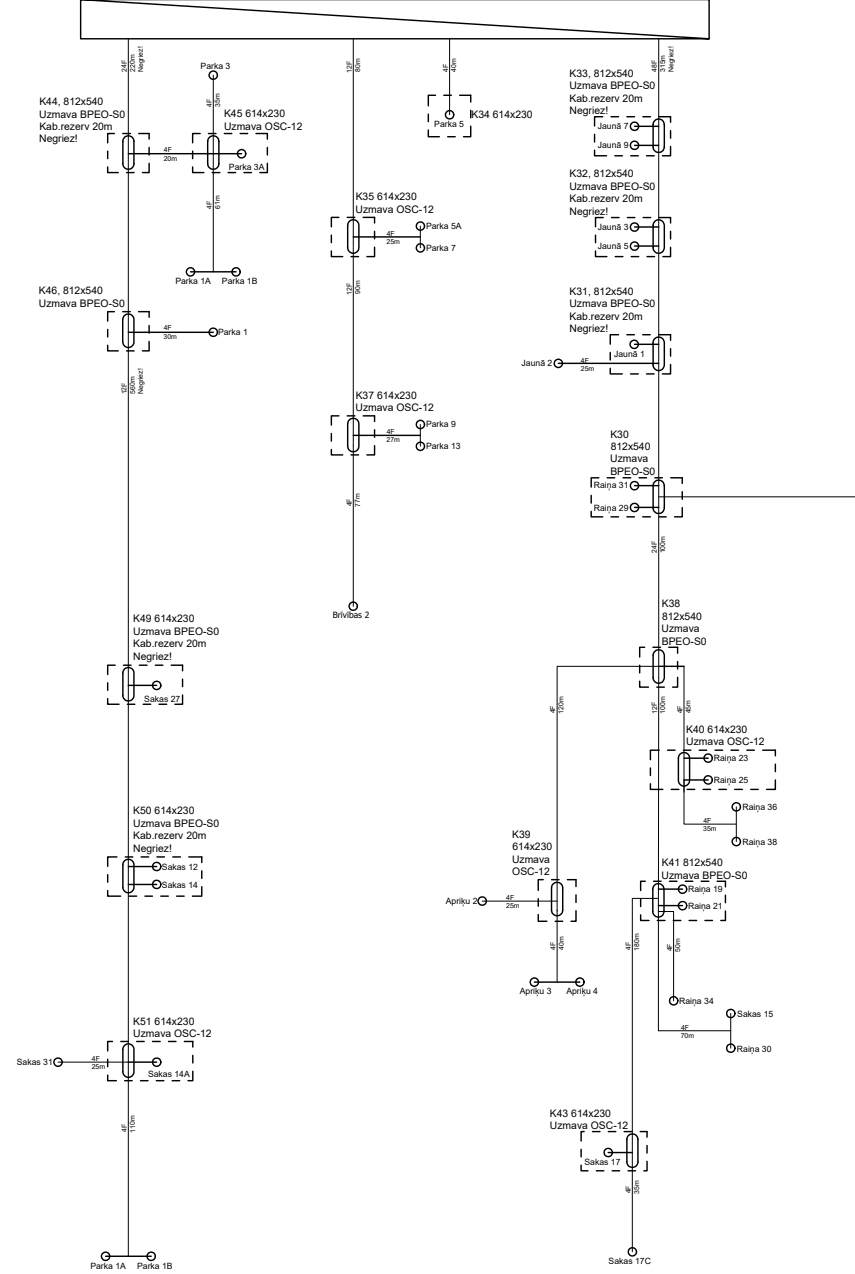 24F
220m
Negriez!
Parka 3
4F
35m
K44, 812x540
Uzmava BPEO-S0
Kab.rezerv 20m
Negriez!
K45 614x230
Uzmava OSC-12
4F
20m
Parka 3A
4F
61m
Parka 1A
Parka 1B
K46, 812x540
Uzmava BPEO-S0
4F
30m
Parka 1
12F
560m
Negriez!
K49 614x230
Uzmava BPEO-S0
Kab.rezerv 20m
Negriez!
Sakas 27
K50 614x230
Uzmava BPEO-S0
Kab.rezerv 20m
Negriez!
Sakas 12
Sakas 14
K51 614x230
Uzmava OSC-12
Sakas 31
4F
25m
Sakas 14A
4F
110m
Parka 1A
Parka 1B
12F
80m
K35 614x230
Uzmava OSC-12
4F
25m
Parka 5A
Parka 7
12F
90m
K37 614x230
Uzmava OSC-12
4F
27m
Parka 9
Parka 13
4F
77m
Brīvības 2
4F
40m
K34 614x230
Parka 5
48F
315m
Negriez!
K33, 812x540
Uzmava BPEO-S0
Kab.rezerv 20m
Negriez!
Jaunā 7
Jaunā 9
K32, 812x540
Uzmava BPEO-S0
Kab.rezerv 20m
Negriez!
Jaunā 3
Jaunā 5
K31, 812x540
Uzmava BPEO-S0
Kab.rezerv 20m
Negriez!
Jaunā 1
Jaunā 2
4F
25m
K30
812x540
Uzmava
BPEO-S0
Raiņa 31
Raiņa 29
24F
100m
K38
812x540
Uzmava
BPEO-S0
4F
120m
12F
100m
4F
45m
K40 614x230
Uzmava OSC-12
Raiņa 23
Raiņa 25
4F
35m
Raiņa 36
Raiņa 38
K39
614x230
Uzmava
OSC-12
Apriķu 2
4F
25m
4F
40m
Apriķu 3
Apriķu 4
K41 812x540
Uzmava BPEO-S0
Raiņa 19
Raiņa 21
4F
180m
4F
50m
Raiņa 34
4F
70m
Sakas 15
Raiņa 30
K43 614x230
Uzmava OSC-12
Sakas 17
4F
35m
Sakas 17C